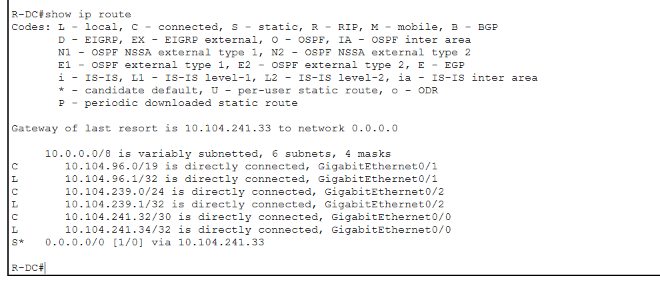 R-DC#show ip route
Codes: L - local, C - connected, S - static, R - RIP, M - mobile, B - BGP
       D - EIGRP, EX - EIGRP external, O - OSPF, IA - OSPF inter area
       N1 - OSPF NSSA external type 1, N2 - OSPF NSSA external type 2
       E1 - OSPF external type 1, E2 - OSPF external type 2, E - EGP
       i - IS-IS, L1 - IS-IS level-1, L2 - IS-IS level-2, ia - IS-IS inter area
       * - candidate default, U - per-user static route, o - ODR
       P - periodic downloaded static route
Gateway of last resort is 10.104.241.33 to network 0.0.0.0
     10.0.0.0/8 is variably subnetted, 6 subnets, 4 masks
C       10.104.96.0/19 is directly connected, GigabitEthernet0/1
L       10.104.96.1/32 is directly connected, GigabitEthernet0/1
C       10.104.239.0/24 is directly connected, GigabitEthernet0/2
L       10.104.239.1/32 is directly connected, GigabitEthernet0/2
C       10.104.241.32/30 is directly connected, GigabitEthernet0/0
L       10.104.241.34/32 is directly connected, GigabitEthernet0/0
S*   0.0.0.0/0 [1/0] via 10.104.241.33
R-DC#